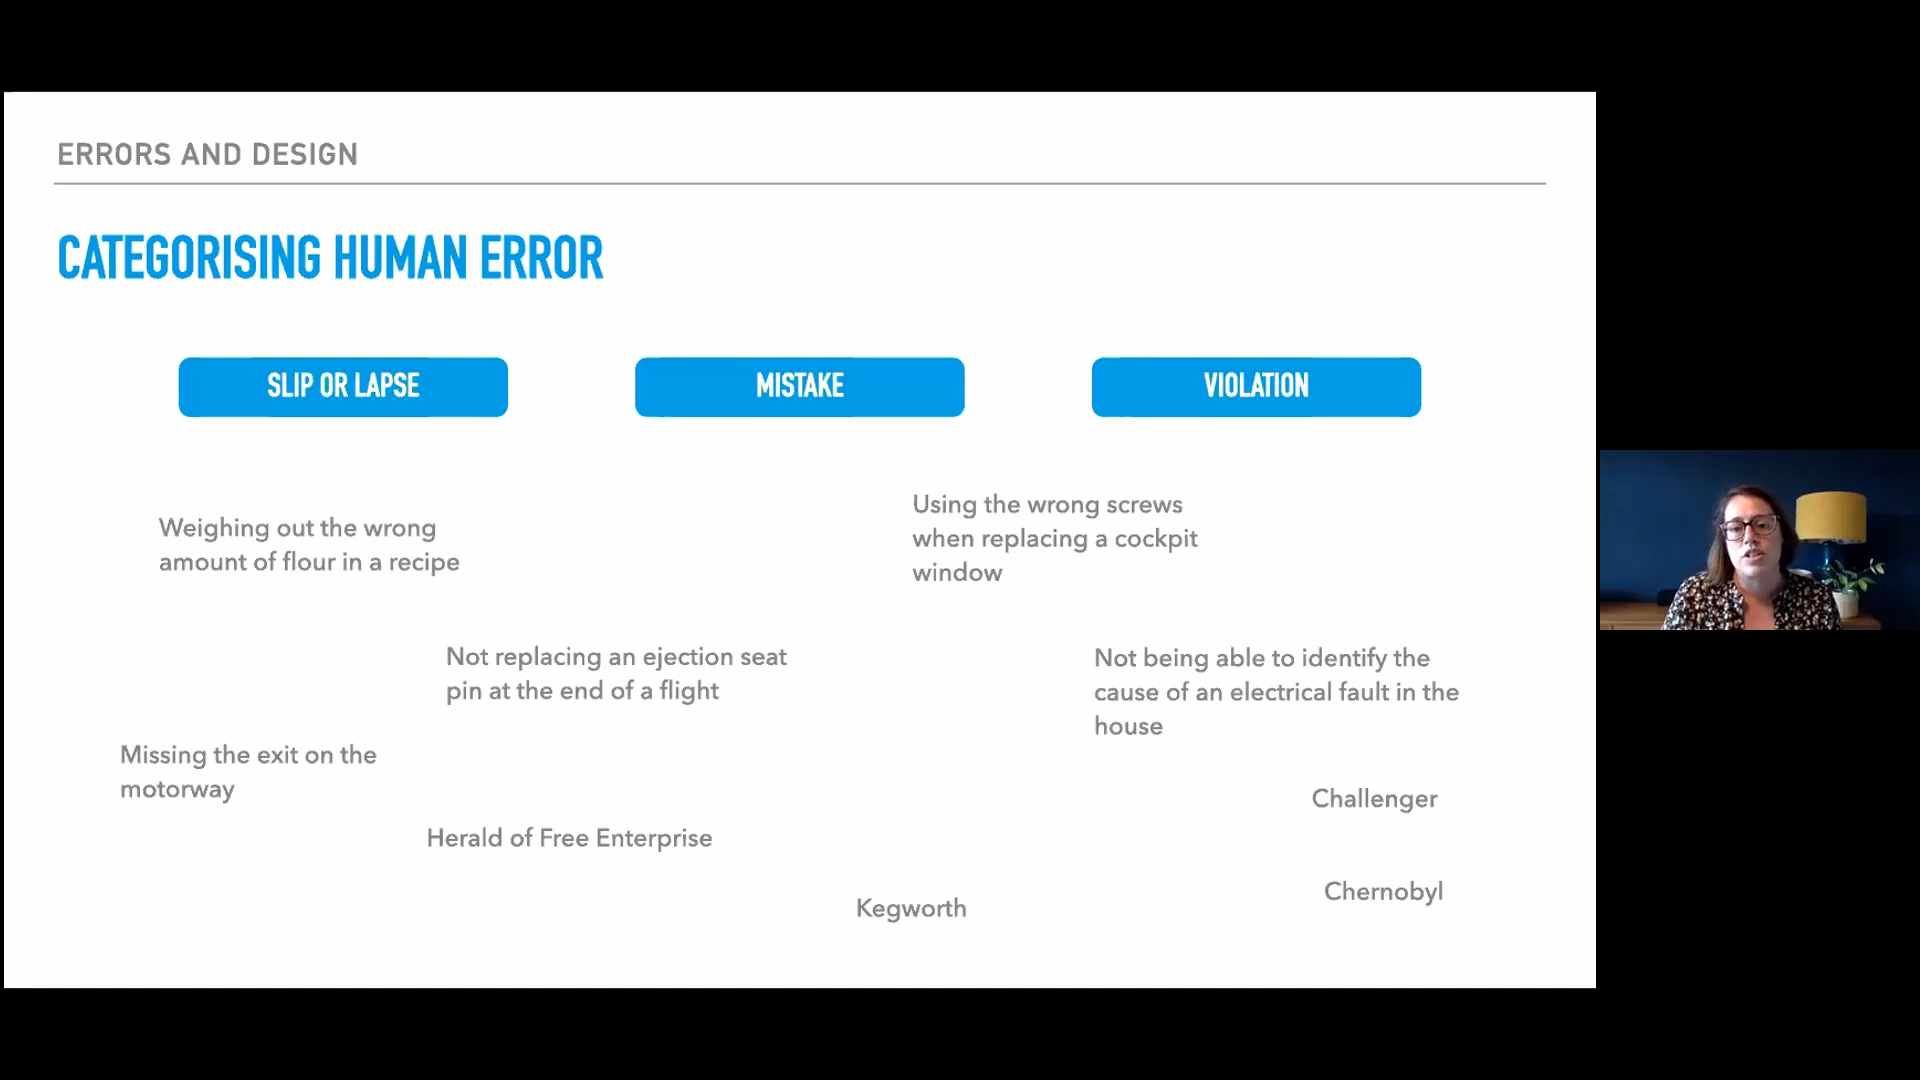 ERRORS AND DESIGN
CATEGORISING HUMAN ERROR
SLIP OR LAPSE
MISTAKE
VIOLATION
Weighing out the wrong
amount of flour in a recipe
Using the wrong screws
when replacing a cockpit
window
Not replacing an ejection seat
pin at the end of a flight
Not being able to identify the
cause of an electrical fault in the
house
Missing the exit on the
motorway
Challenger
Herald of Free Enterprise
Chernobyl
Kegworth